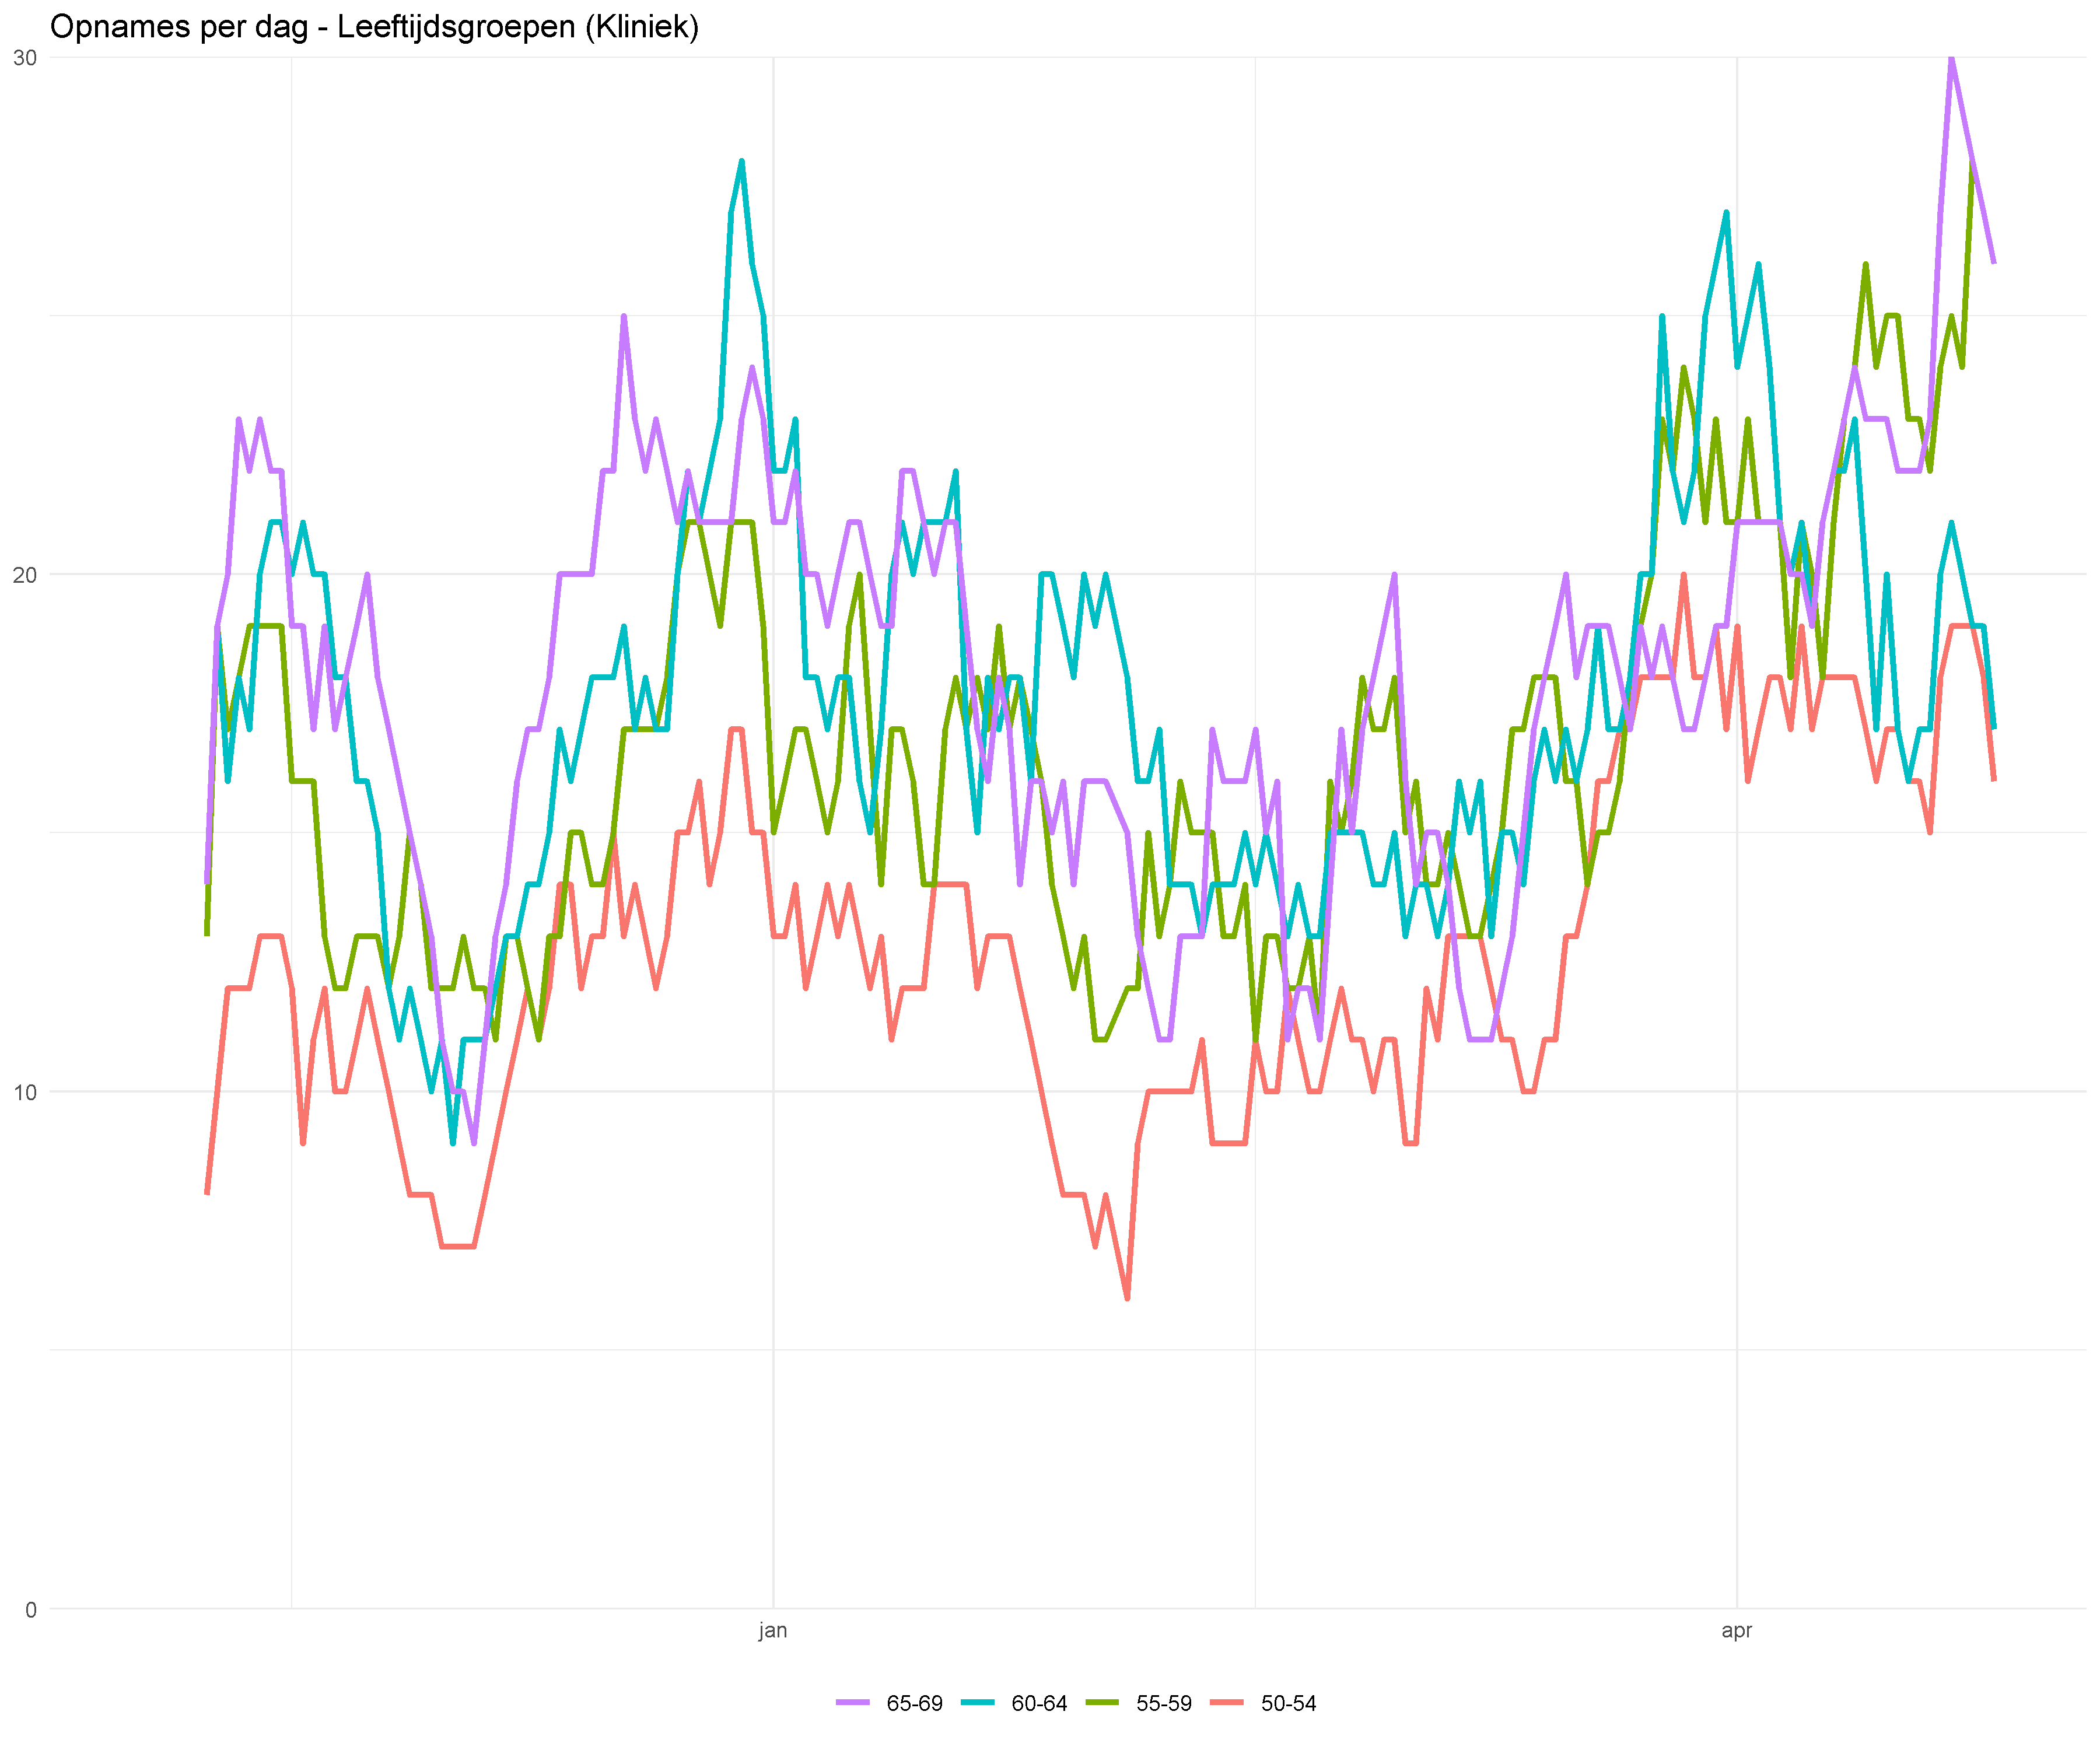 Opnames per dag - Leeftijdsgroepen (Kliniek)
30
20
10
0
jan apr
65-69 60-64 55-59 50-54